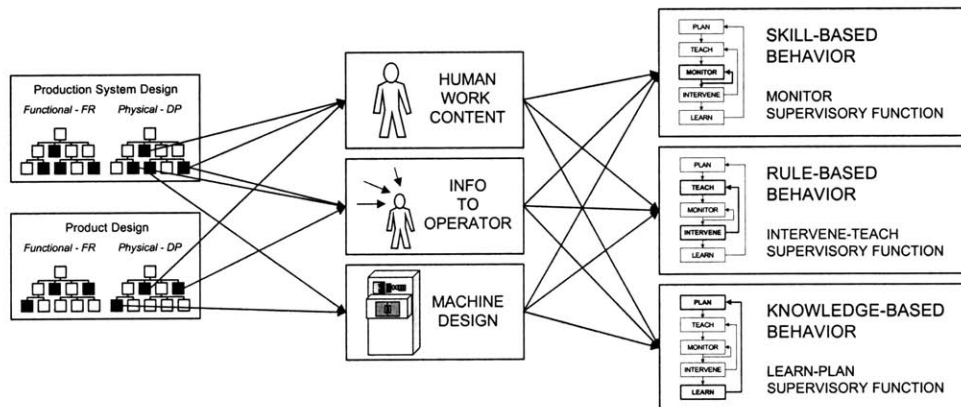 Production System Design
Functional - FR
Physical - DP
Product Design
Functional - FR
Physical - DP
HUMAN
WORK
CONTENT
INFO
TO
OPERATOR
MACHINE
DESIGN
PLAN
TEACH
MONITOR
INTERVENE
LEARN
SKILL-BASED
BEHAVIOR
MONITOR
SUPERVISORY FUNCTION
PLAN
TEACH
MONITOR
INTERVENE
LEARN
RULE-BASED
BEHAVIOR
INTERVENE-TEACH
SUPERVISORY FUNCTION
PLAN
TEACH
MONITOR
INTERVENE
LEARN
KNOWLEDGE-BASED
BEHAVIOR
LEARN-PLAN
SUPERVISORY FUNCTION